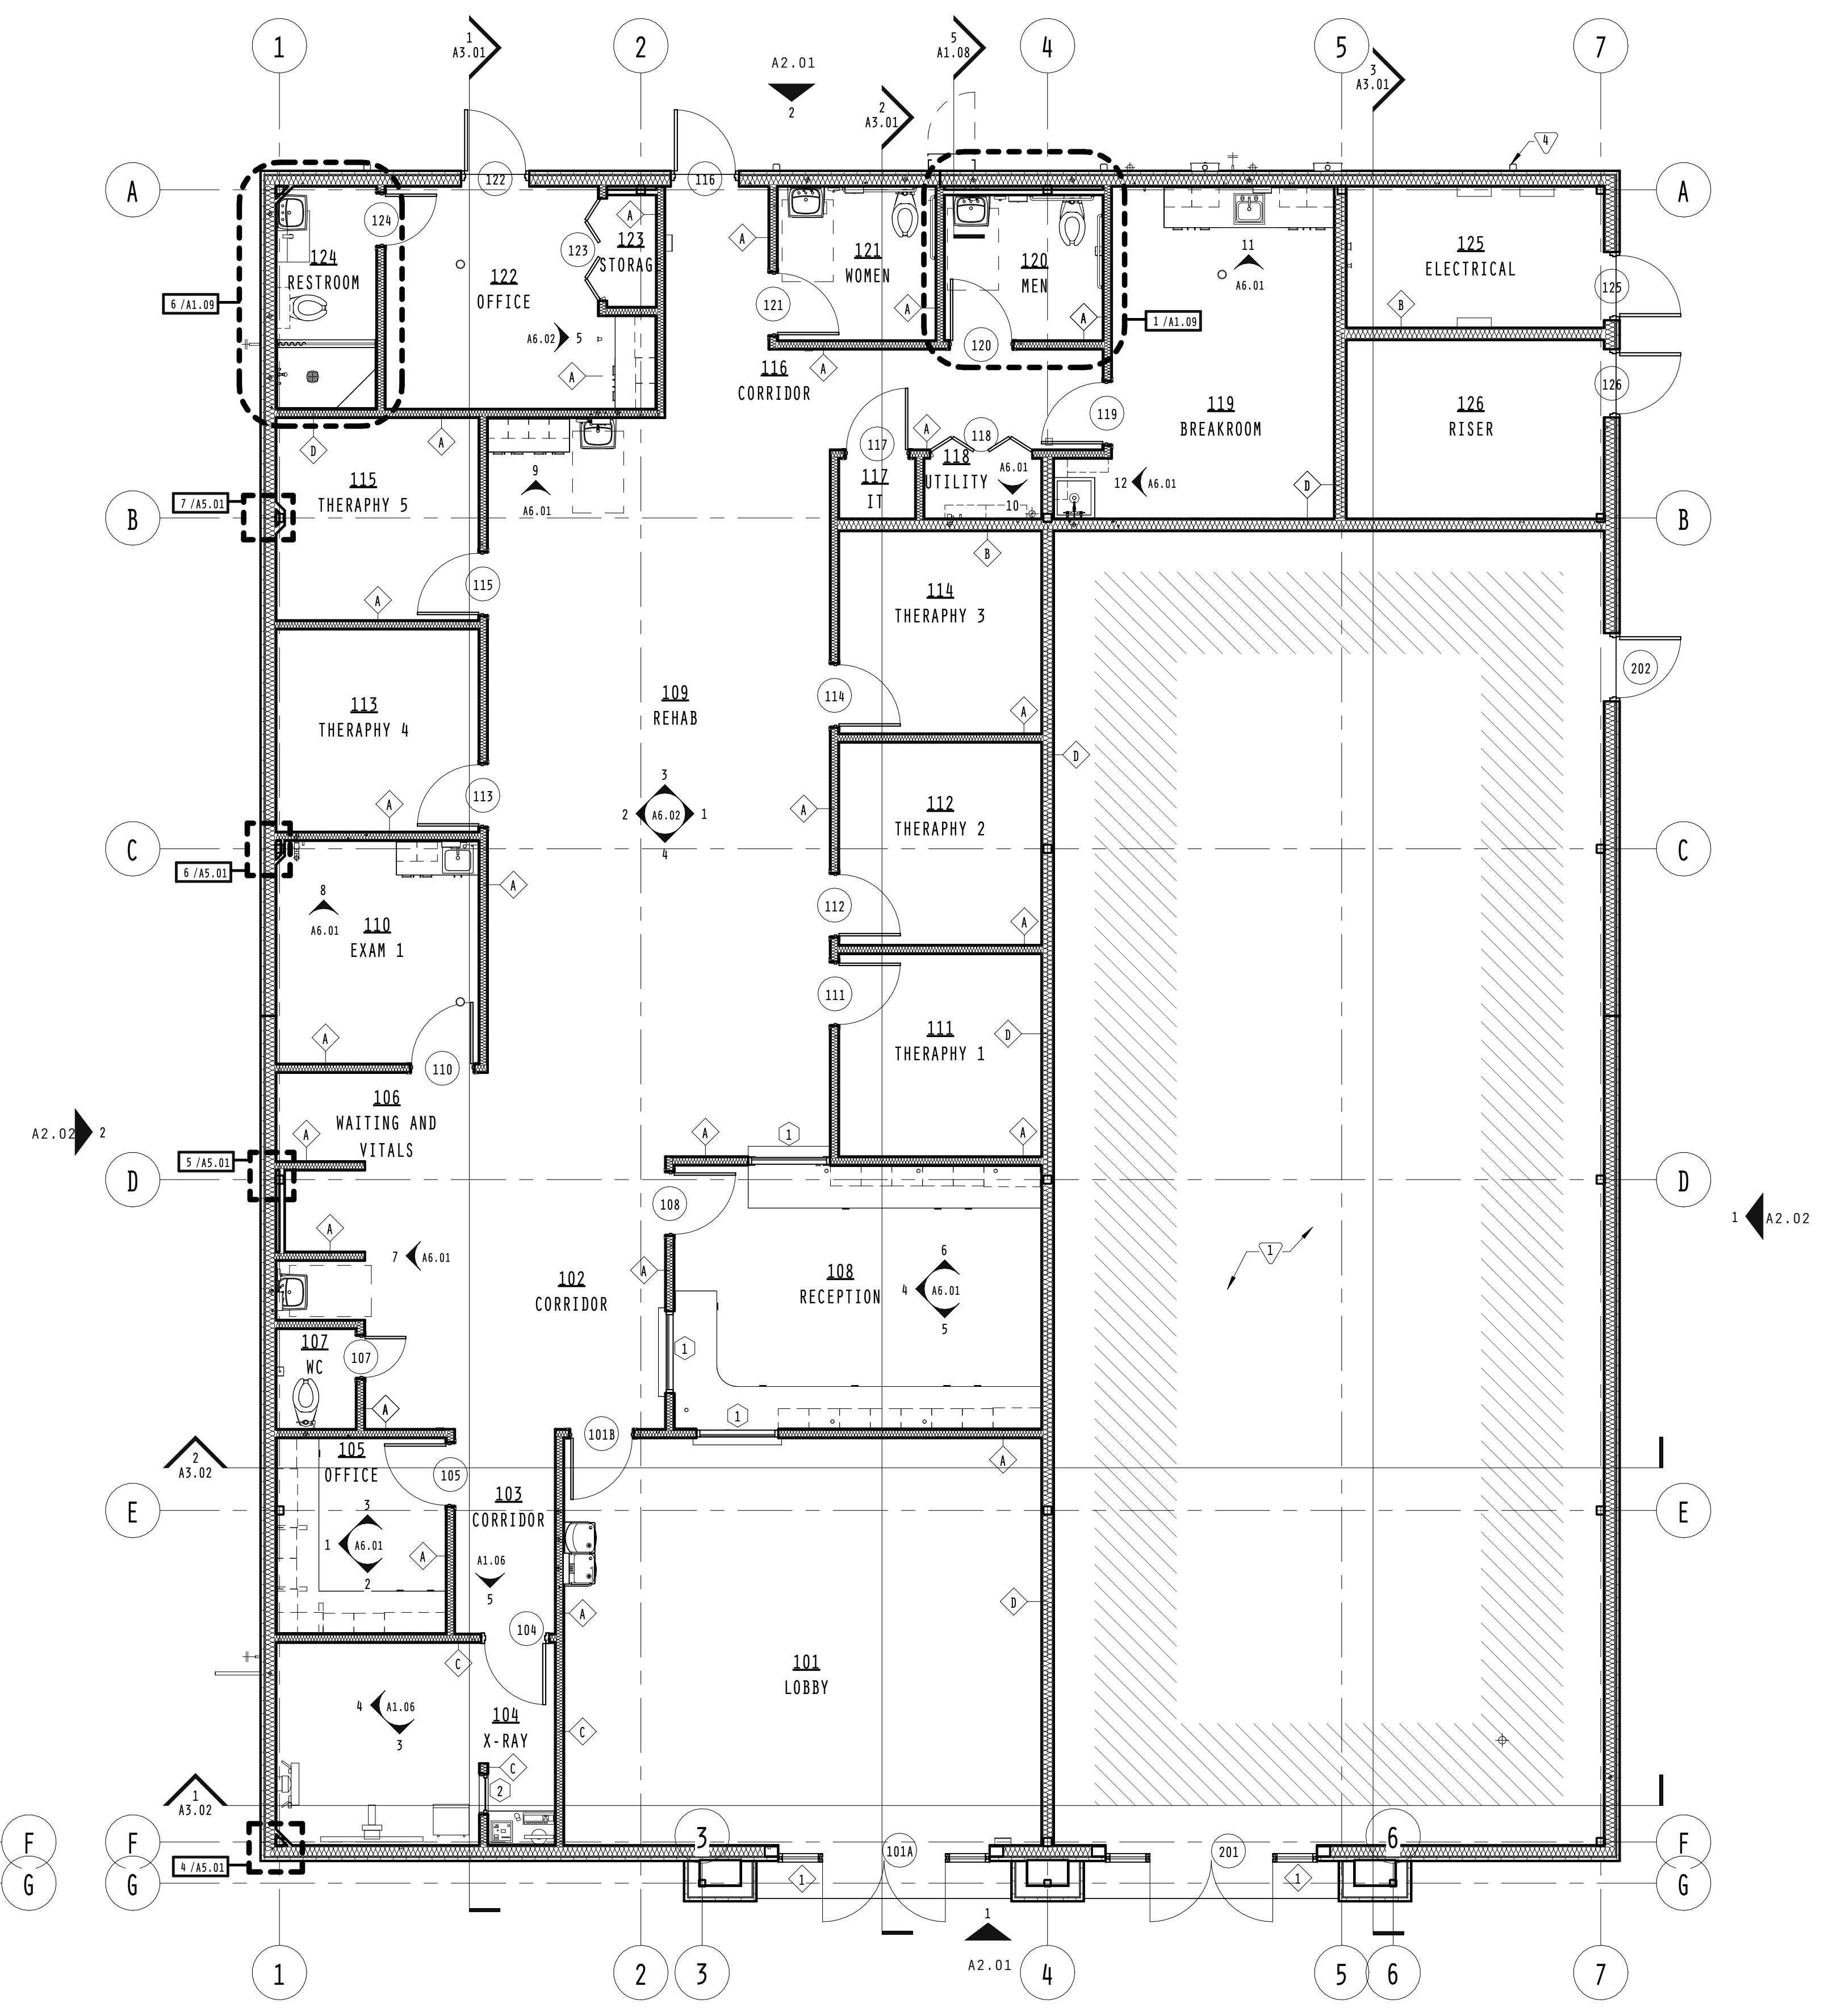 1 2 4 5 7
1
A3.01
A2.01
2
5
A1.08
2
A3.01
3
A3.01
4
A A
122 116
124
124
RESTROOM
6 /A1.09
122
OFFICE
123
123
STORAG
A
A6.02 5
A
A
121
121
WOMEN
A
120
MEN
120
A
1 /A1.09
11
A6.01
125
ELECTRICAL
125
B
126
126
RISER
116
CORRIDOR
A
119
119
BREAKROOM
117
117
IT
A
118
118
UTILITY
A6.01
10
12 A6.01
D
B
D
A
115
THERAPHY 5
7 /A5.01
9
A6.01
B B
115
A
114
THERAPHY 3
114
A
202
113
THERAPHY 4
109
REHAB
D
113
A
3
2 A6.02 1
4
A
112
THERAPHY 2
C C
6 /A5.01
A
8
A6.01
110
EXAM 1
112
A
111
A
110
111
THERAPHY 1
D
106
WAITING AND
VITALS
A2.02 2
A
A
1
A
5 /A5.01
D D
108
A
7 A6.01
A
102
CORRIDOR
108
RECEPTION
6
4 A6.01
5
1
1 A2.02
107
WC
107
1
A
1
101B
A
2
A3.02
105
OFFICE
105
103
CORRIDOR
E E
3
1 A6.01
2
A
A1.06
5
A
D
104
C
101
LOBBY
4 A1.06
3
104
X-RAY
C
C
2
1
A3.02
F F 3 6 F
4 /A5.01
101A 201
G G 1 1 G
1
A2.01
1 2 3 4 5 6 7